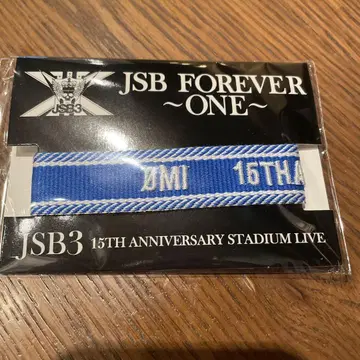 JSB3
JSB FOREVER
~ONE~
ØMI 15THA
JSB3 15TH ANNIVERSARY STADIUM LIVE